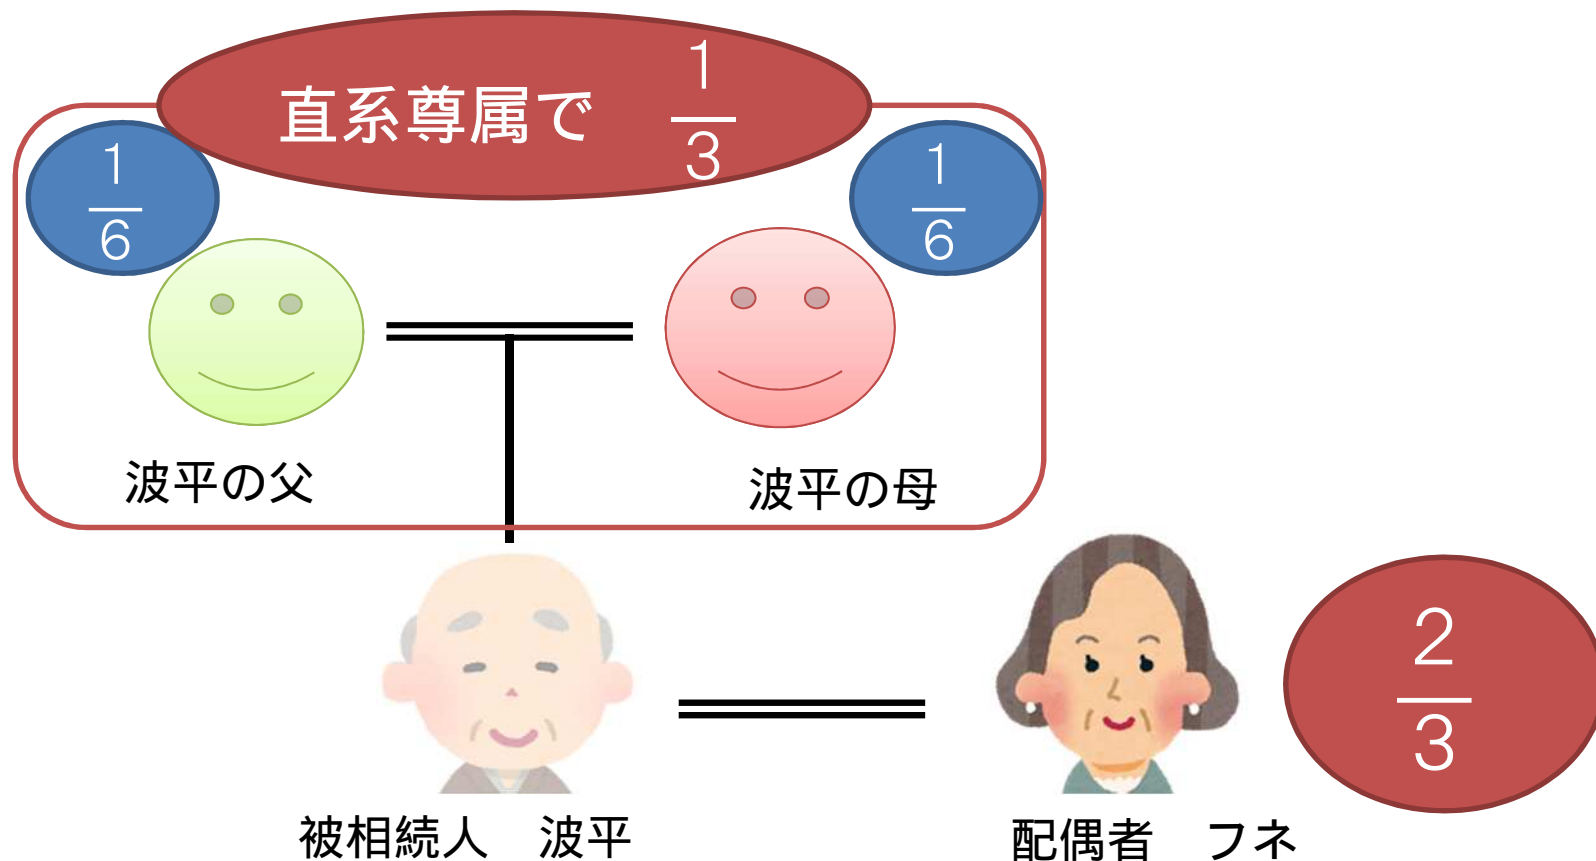 直系尊属で 1/3
1/6
1/6
波平の父
波平の母
2/3
被相続人　波平
配偶者　フネ